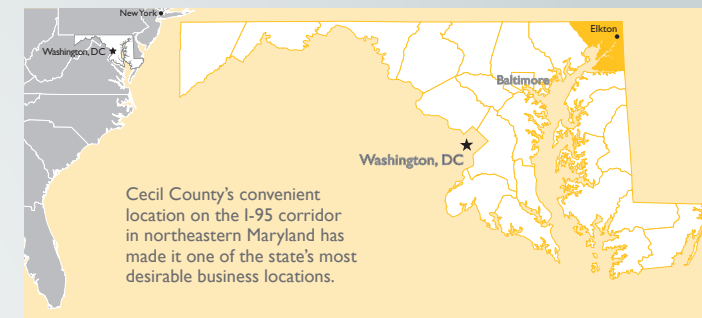 New York
Washington, DC
Elkton
Baltimore
Washington, DC
Cecil County’s convenient
location on the I-95 corridor
in northeastern Maryland has
made it one of the state’s most
desirable business locations.